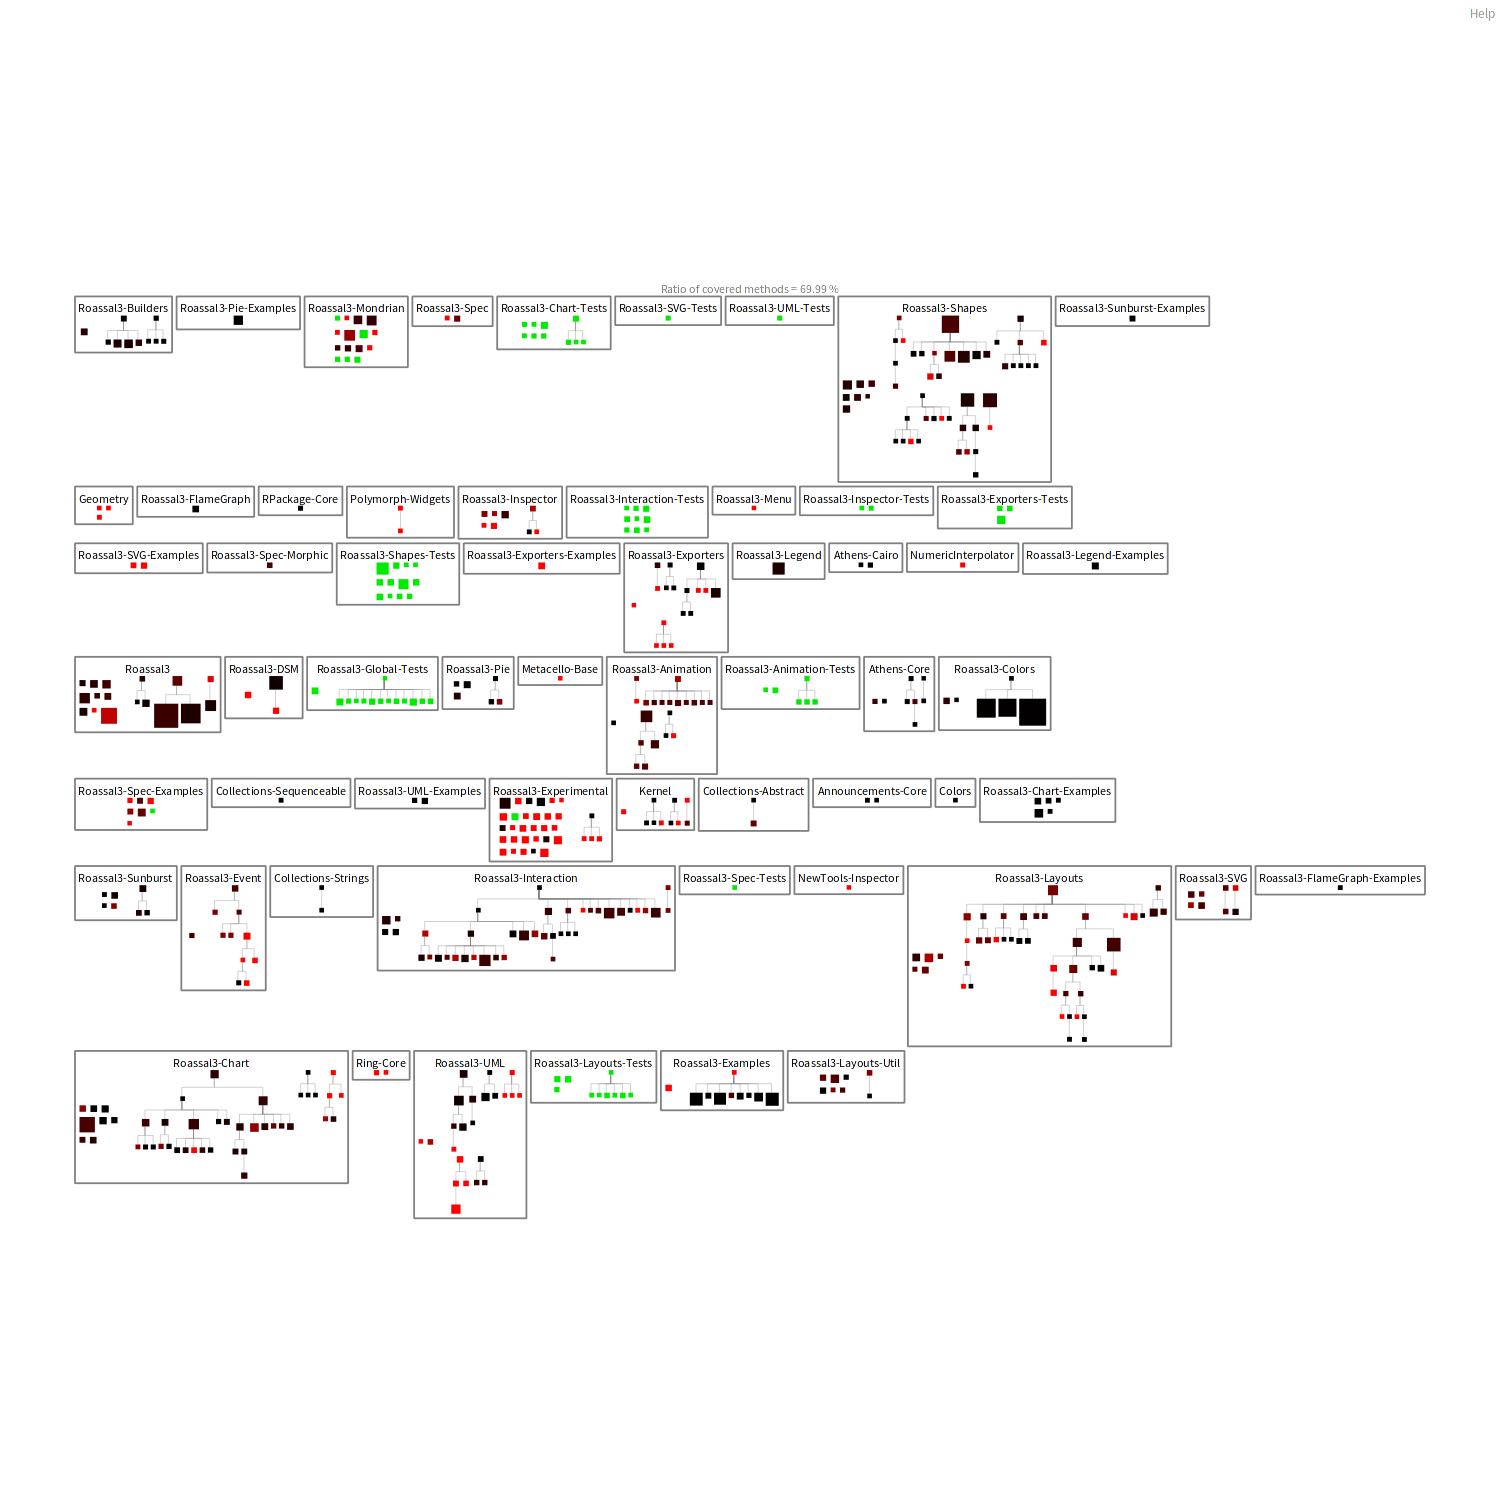 Help
Ratio of covered methods = 69.99 %
Roassal3-Builders
Roassal3-Pie-Examples
Roassal3-Mondrian
Roassal3-Spec
Roassal3-Chart-Tests
Roassal3-SVG-Tests
Roassal3-UML-Tests
Roassal3-Shapes
Roassal3-Sunburst-Examples
Geometry
Roassal3-FlameGraph
RPackage-Core
Polymorph-Widgets
Roassal3-Inspector
Roassal3-Interaction-Tests
Roassal3-Menu
Roassal3-Inspector-Tests
Roassal3-Exporters-Tests
Roassal3-SVG-Examples
Roassal3-Spec-Morphic
Roassal3-Shapes-Tests
Roassal3-Exporters-Examples
Roassal3-Exporters
Roassal3-Legend
Athens-Cairo
NumericInterpolator
Roassal3-Legend-Examples
Roassal3
Roassal3-DSM
Roassal3-Global-Tests
Roassal3-Pie
Metacello-Base
Roassal3-Animation
Roassal3-Animation-Tests
Athens-Core
Roassal3-Colors
Roassal3-Spec-Examples
Collections-Sequenceable
Roassal3-UML-Examples
Roassal3-Experimental
Kernel
Collections-Abstract
Announcements-Core
Colors
Roassal3-Chart-Examples
Roassal3-Sunburst
Roassal3-Event
Collections-Strings
Roassal3-Interaction
Roassal3-Spec-Tests
NewTools-Inspector
Roassal3-Layouts
Roassal3-SVG
Roassal3-FlameGraph-Examples
Roassal3-Chart
Ring-Core
Roassal3-UML
Roassal3-Layouts-Tests
Roassal3-Examples
Roassal3-Layouts-Util